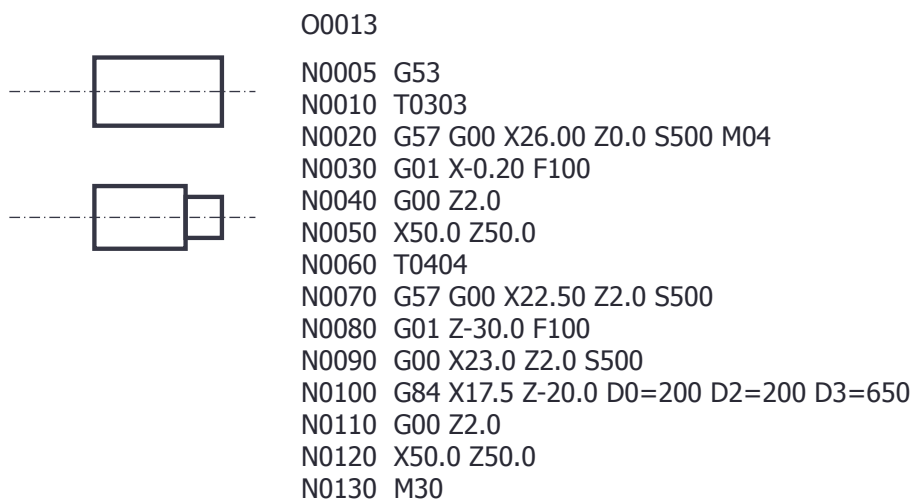 O0013
N0005 G53
N0010 T0303
N0020 G57 G00 X26.00 Z0.0 S500 M04
N0030 G01 X-0.20 F100
N0040 G00 Z2.0
N0050 X50.0 Z50.0
N0060 T0404
N0070 G57 G00 X22.50 Z2.0 S500
N0080 G01 Z-30.0 F100
N0090 G00 X23.0 Z2.0 S500
N0100 G84 X17.5 Z-20.0 D0=200 D2=200 D3=650
N0110 G00 Z2.0
N0120 X50.0 Z50.0
N0130 M30